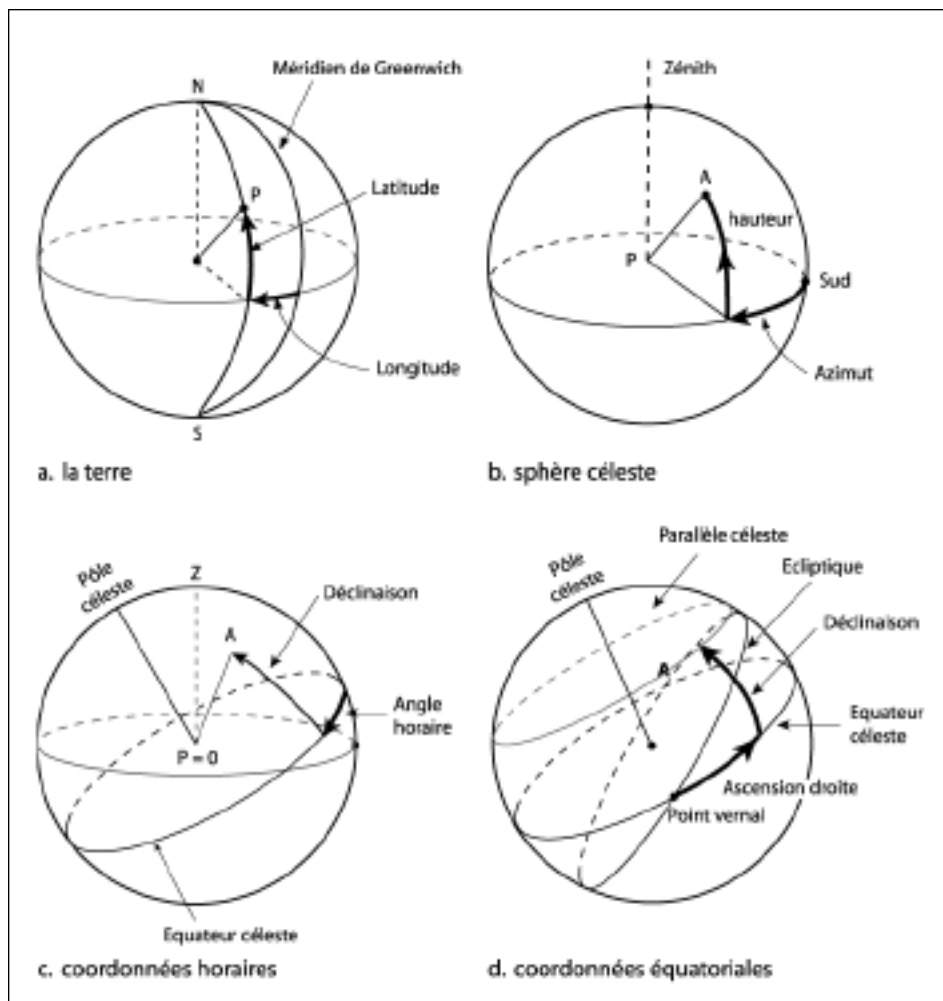 Méridien de Greenwich
N
P
Latitude
Longitude
S
a. la terre
Zénith
A
hauteur
P
Sud
Azimut
b. sphère céleste
Pôle
céleste
Z
Déclinaison
A
Angle
horaire
P = 0
Equateur céleste
c. coordonnées horaires
Parallèle céleste
Pôle
céleste
Ecliptique
Déclinaison
A
Equateur
céleste
Ascension droîte
Point vernal
d. coordonnées équatoriales